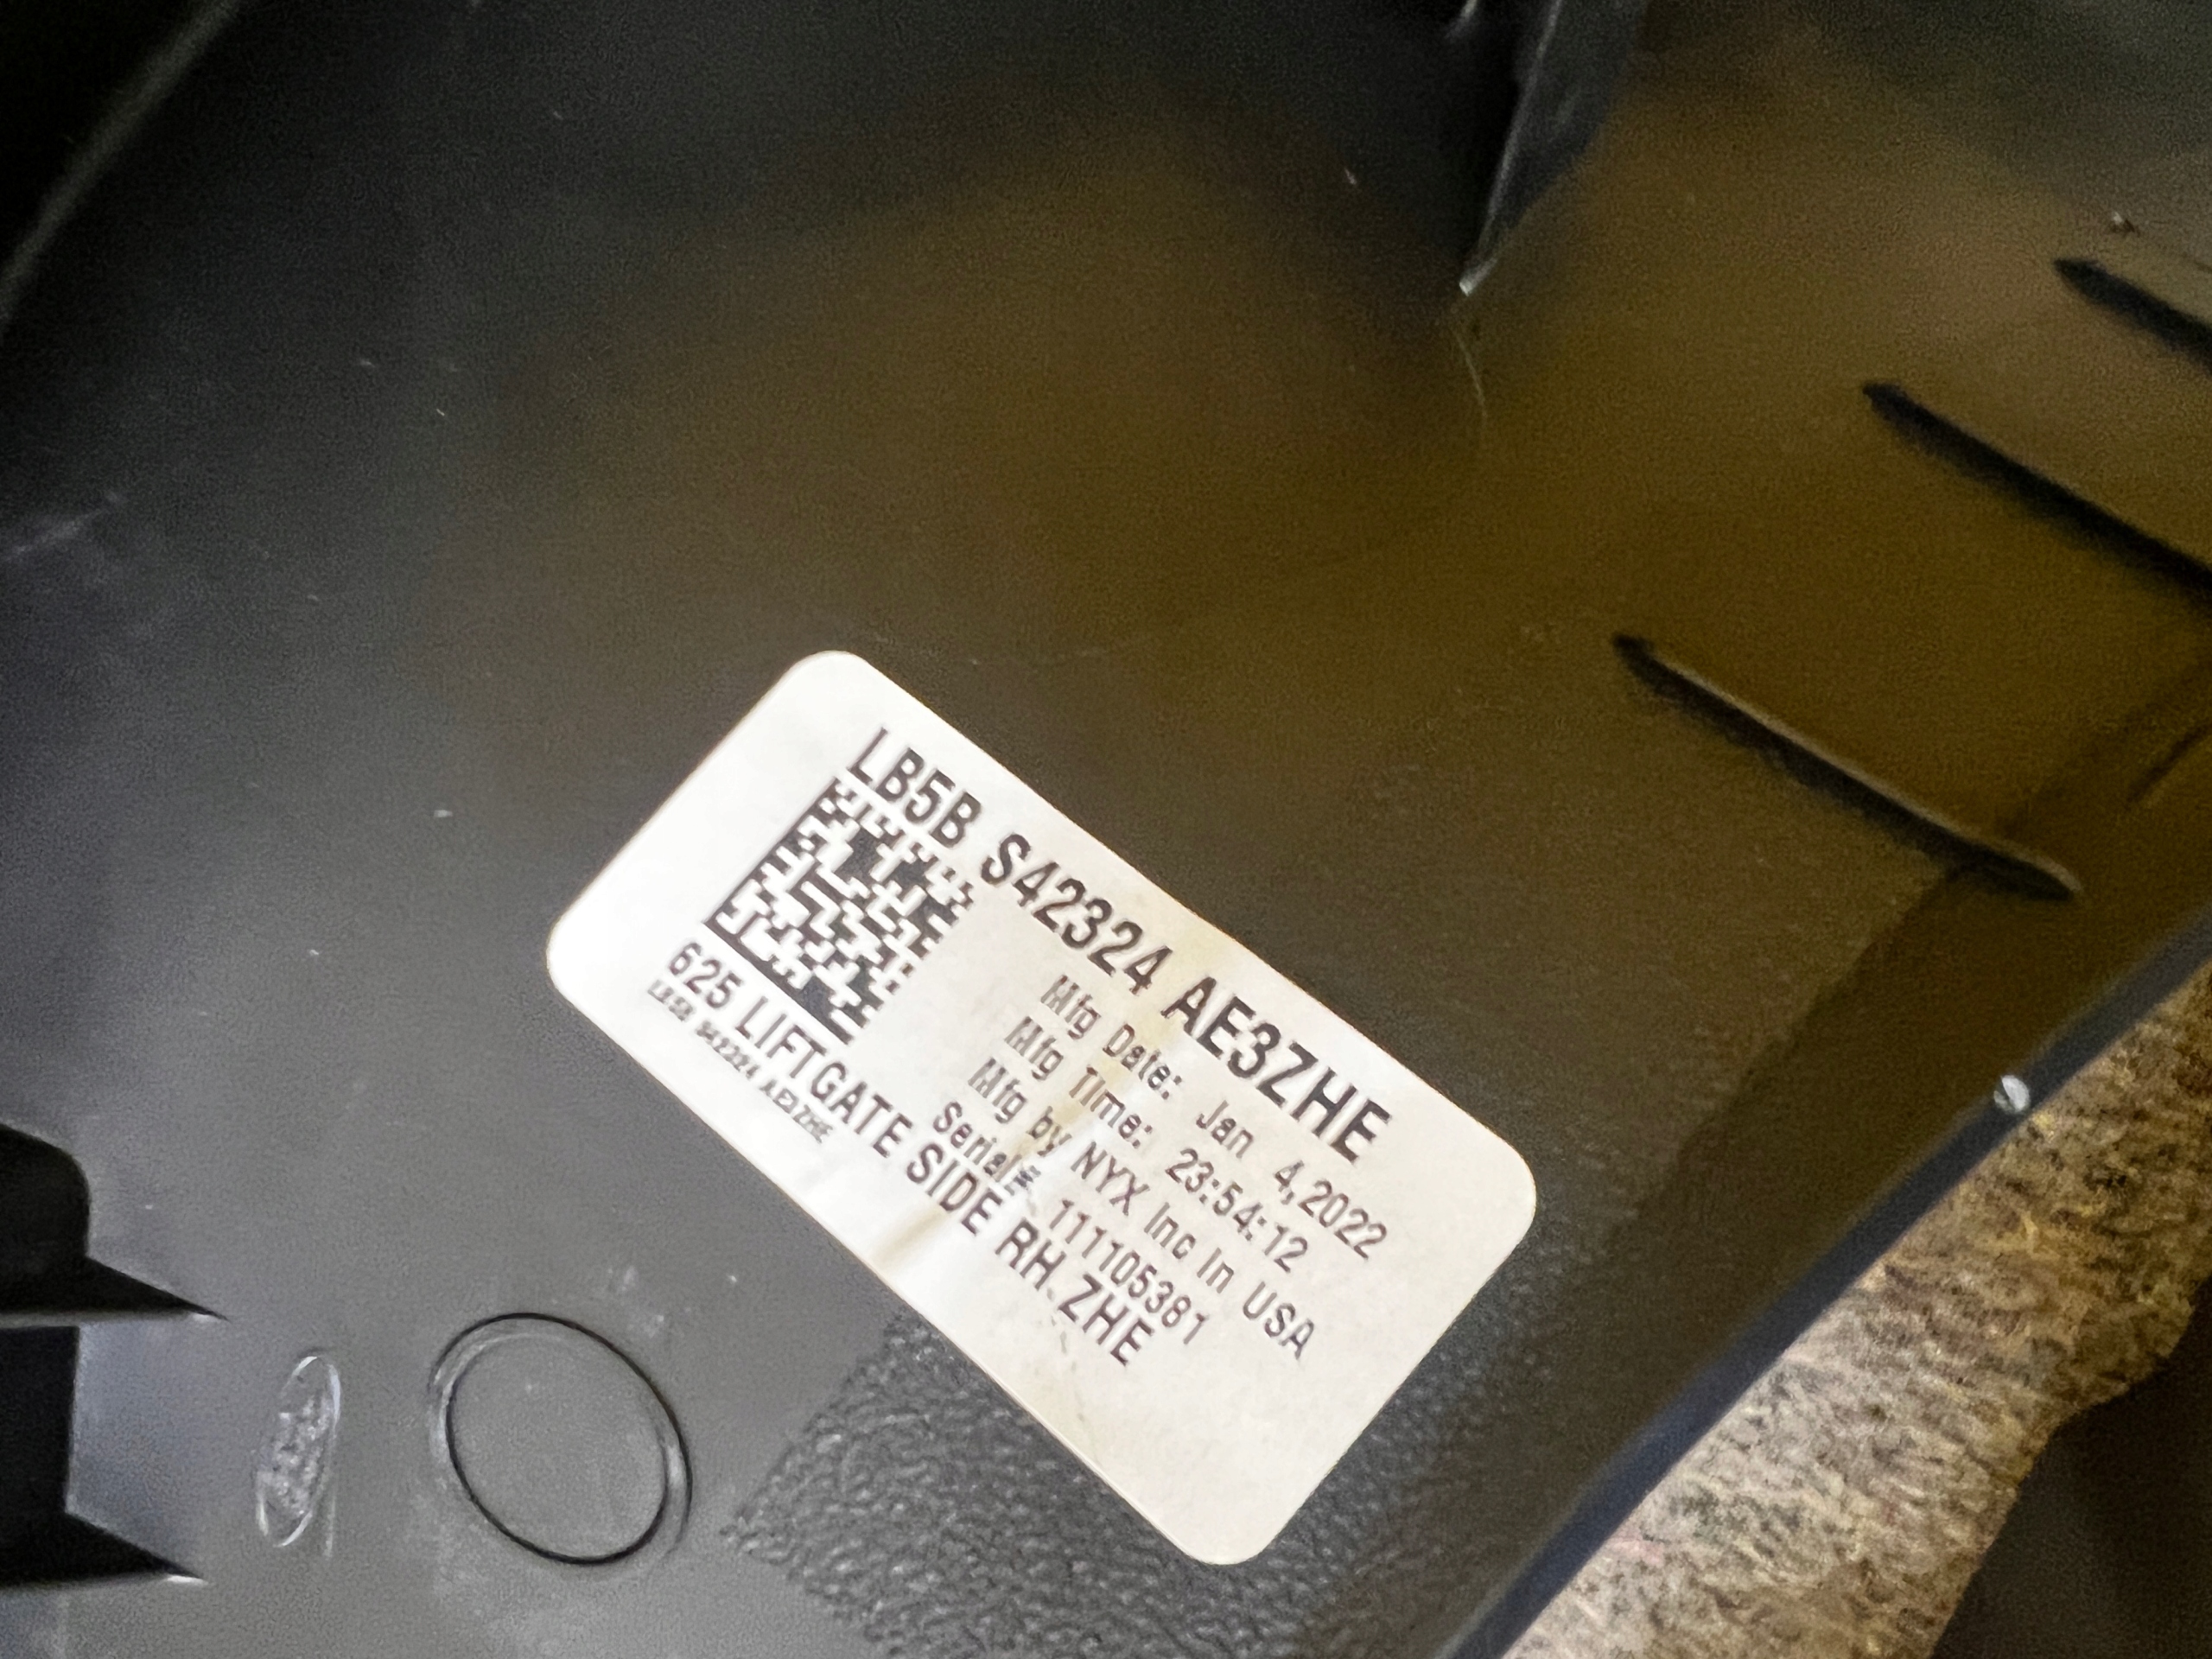 LB5B S42324 AE3ZHE
Mfg Date: Jan 4,2022
Mfg Time: 23:54:12
Mfg by NYX Inc in USA
Serial#: 111105381
625 LIFTGATE SIDE RH ZHE
LB5B S42324 AE3ZHE